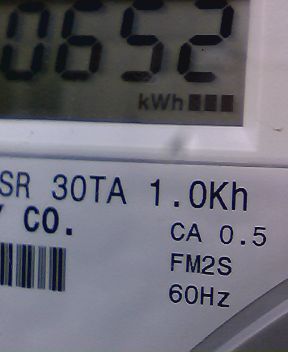 0652
kWh
SR 30TA 1.0Kh
Y CO.
CA 0.5
FM2S
60Hz